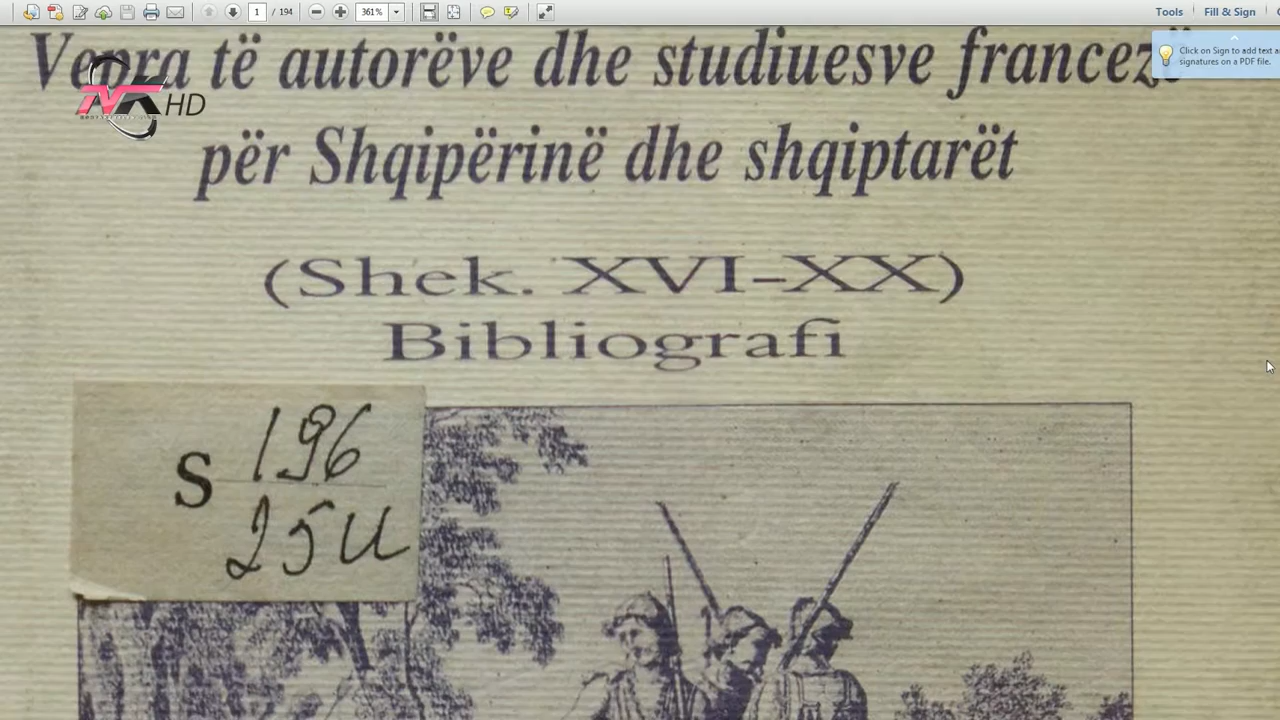 1 / 194
361%
Tools
Fill & Sign
Click on Sign to add text a
signatures on a PDF file.
Vepra të autorëve dhe studiuesve francezë
për Shqipërinë dhe shqiptarët
HD
(Shek. XVI-XX)
Bibliografi
S 196
25U